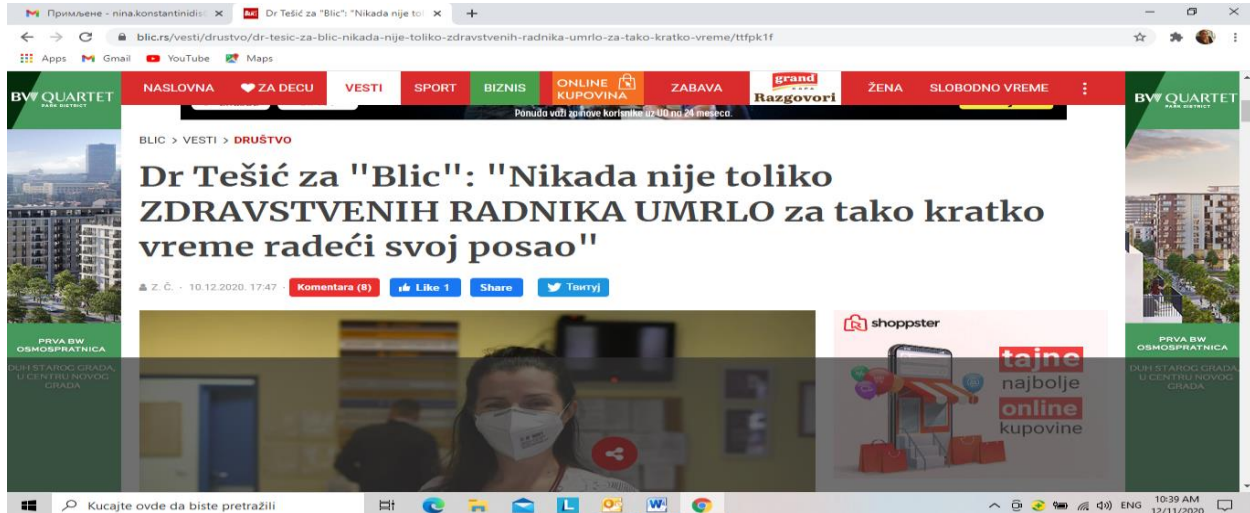 Примљене - nina.konstantinidis
Dr Tešić za "Blic": "Nikada nije tol
blic.rs/vesti/drustvo/dr-tesic-za-blic-nikada-nije-toliko-zdravstvenih-radnika-umrlo-za-tako-kratko-vreme/ttfpk1f
Apps Gmail YouTube Maps
BW QUARTET
PARK DISTRICT
NASLOVNA ZA DECU VESTI SPORT BIZNIS ONLINE KUPOVINA ZABAVA grand kafa Razgovori ŽENA SLOBODNO VREME
BW QUARTET
PARK DISTRICT
Ponuda važi za nove korisnike uz UO na 24 meseca.
BLIC > VESTI > DRUŠTVO
Dr Tešić za ''Blic'': ''Nikada nije toliko
ZDRAVSTVENIH RADNIKA UMRLO za tako kratko
vreme radeći svoj posao''
Z. Č. - 10.12.2020. 17:47 - Komentara (8) Like 1 Share Твитуј
shoppster
tajne
najbolje
online
kupovine
PRVA BW
OSMOSPRATNICA
DUH STAROG GRADA,
U CENTRU NOVOG
GRADA
PRVA BW
OSMOSPRATNICA
DUH STAROG GRADA,
U CENTRU NOVOG
GRADA
Kucajte ovde da biste pretražili
ENG 10:39 AM
12/11/2020